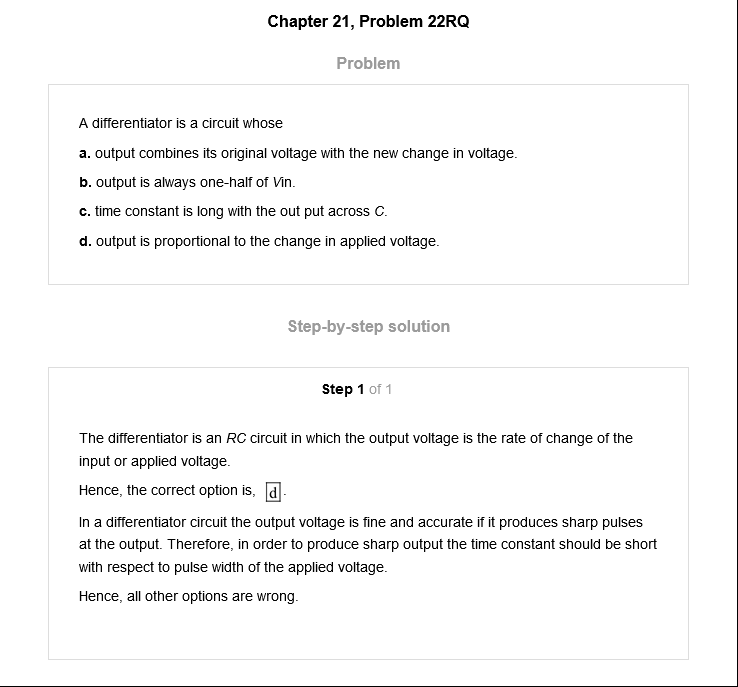 Chapter 21, Problem 22RQ
Problem
A differentiator is a circuit whose
a. output combines its original voltage with the new change in voltage.
b. output is always one-half of Vin.
c. time constant is long with the out put across C.
d. output is proportional to the change in applied voltage.
Step-by-step solution
Step 1 of 1
The differentiator is an RC circuit in which the output voltage is the rate of change of the
input or applied voltage.
Hence, the correct option is, d.
In a differentiator circuit the output voltage is fine and accurate if it produces sharp pulses
at the output. Therefore, in order to produce sharp output the time constant should be short
with respect to pulse width of the applied voltage.
Hence, all other options are wrong.